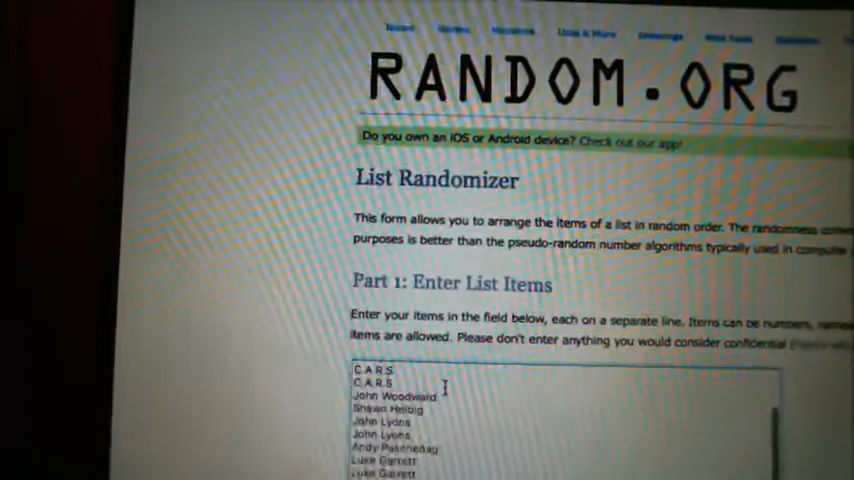 RANDOM.ORG
Do you own an iOS or Android device? Check out our app!
List Randomizer
This form allows you to arrange the items of a list in random order. The randomness
purposes is better than the pseudo-random number algorithms typically used in computer
Part 1: Enter List Items
Enter your items in the field below, each on a separate line. Items can be numbers, names
items are allowed. Please don't enter anything you would consider confidential
C.A.R.S
C.A.R.S
John Woodward
Shawn Helbig
John Lyons
John Lyons
Andy
Luke Garrett
Luke Garrett